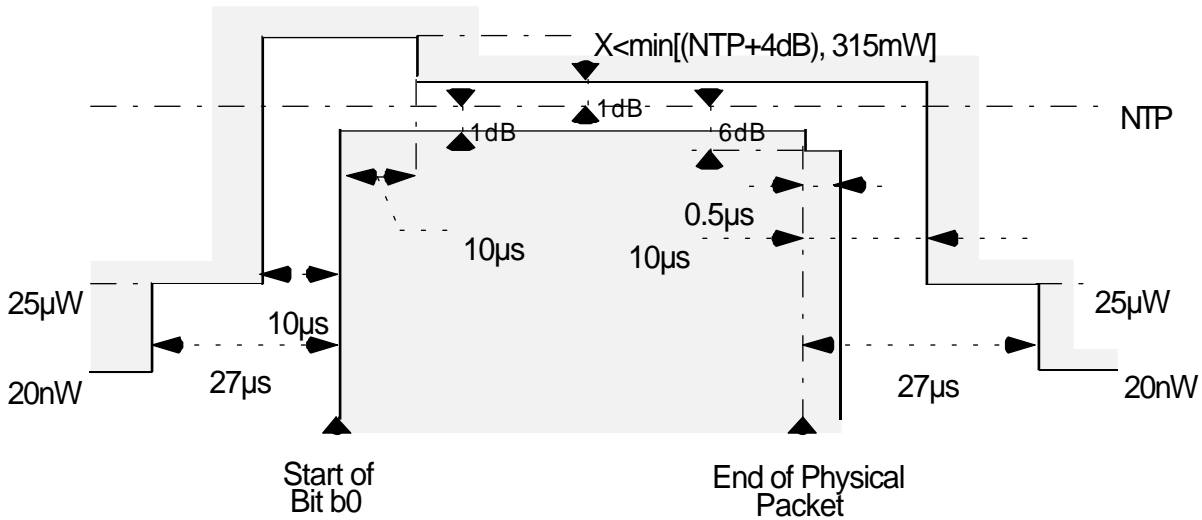 X<min[(NTP+4dB), 315mW]
1dB
NTP
1dB
6dB
0.5µs
10µs
10µs
25µW
25µW
10µs
27µs
27µs
20nW
20nW
Start of
Bit b0
End of Physical
Packet